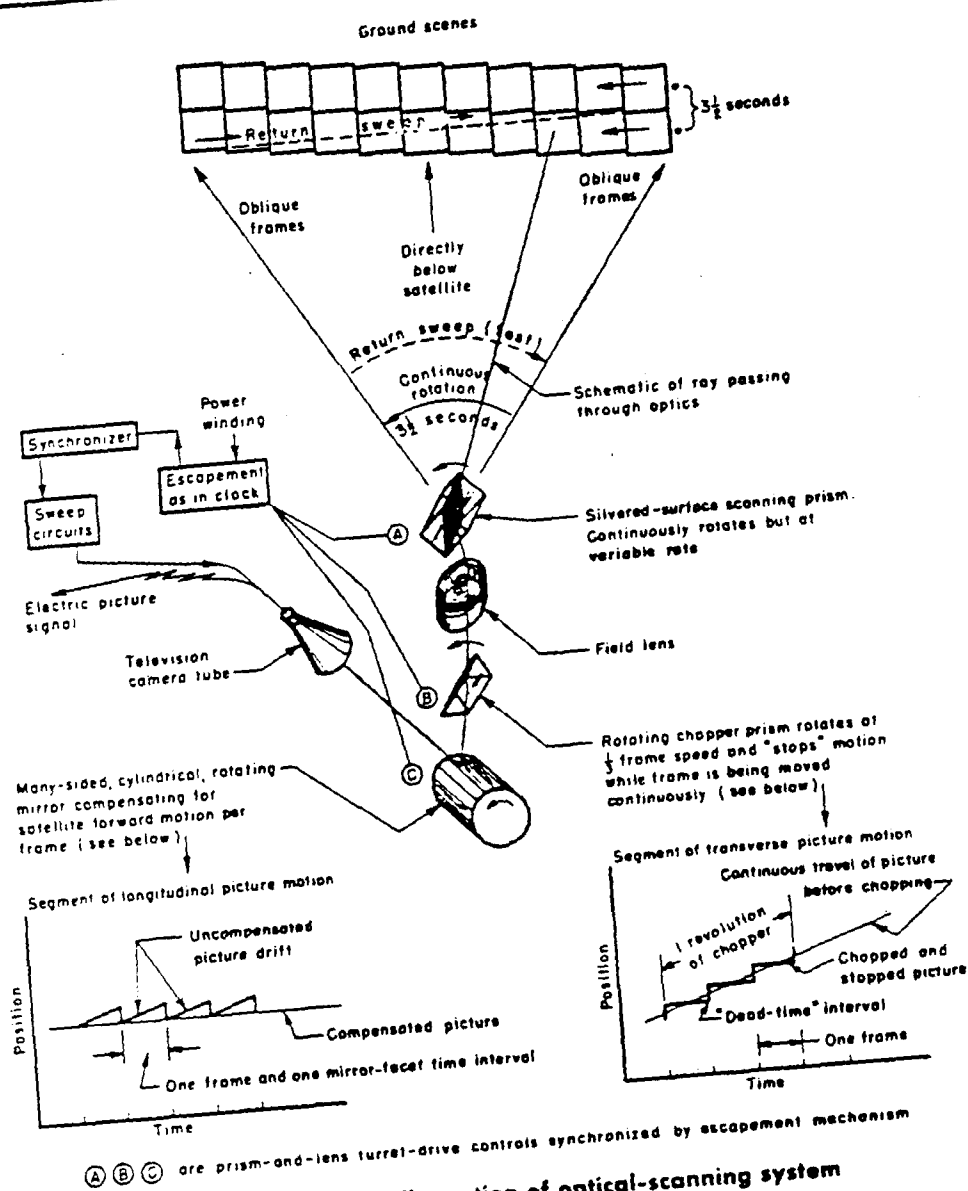 Ground scenes
3½ seconds
Return sweep
Oblique
frames
Oblique
frames
Directly
below
satellite
Return sweep (fast)
Continuous
rotation
3½ seconds
Schematic of ray passing
through optics
Power
winding
Synchronizer
Escapement
as in clock
Sweep
circuits
A
Silvered-surface scanning prism.
Continuously rotates but at
variable rate
Electric picture
signal
Television
camera tube
Field lens
B
Rotating chopper prism rotates at
⅓ frame speed and "stops" motion
while frame is being moved
continuously (see below)
C
Many-sided, cylindrical, rotating
mirror compensating for
satellite forward motion per
frame (see below)
Segment of longitudinal picture motion
Uncompensated
picture drift
Position
Compensated picture
One frame and one mirror-facet time interval
Time
Segment of transverse picture motion
Continuous travel of picture
before chopping
1 revolution
of chopper
Chopped and
stopped picture
Position
"Dead-time" interval
One frame
Time
A B C are prism-and-lens turret-drive controls synchronized by escapement mechanism
of optical-scanning system